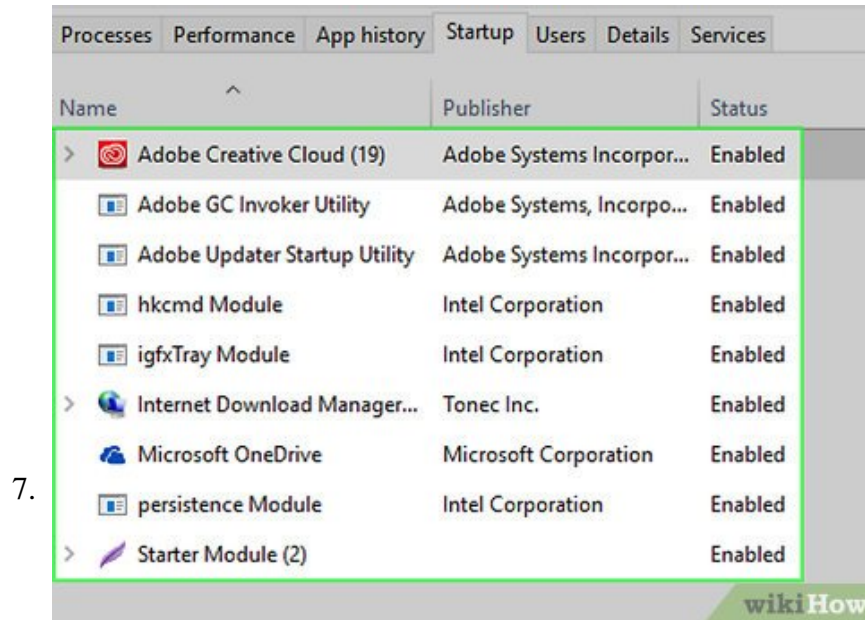 Processes Performance App history Startup Users Details Services
Name Publisher Status
Adobe Creative Cloud (19) Adobe Systems Incorpor... Enabled
Adobe GC Invoker Utility Adobe Systems, Incorpo... Enabled
Adobe Updater Startup Utility Adobe Systems Incorpor... Enabled
hkcmd Module Intel Corporation Enabled
igfxTray Module Intel Corporation Enabled
Internet Download Manager... Tonec Inc. Enabled
Microsoft OneDrive Microsoft Corporation Enabled
7.
persistence Module Intel Corporation Enabled
Starter Module (2) Enabled
wikiHow